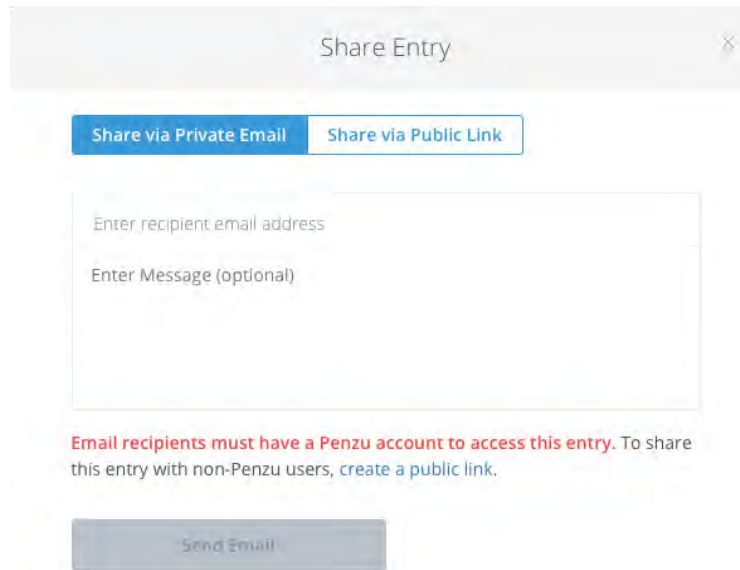 Share Entry
Share via Private Email Share via Public Link
Enter recipient email address
Enter Message (optional)
Email recipients must have a Penzu account to access this entry. To share
this entry with non-Penzu users, create a public link.
Send Email